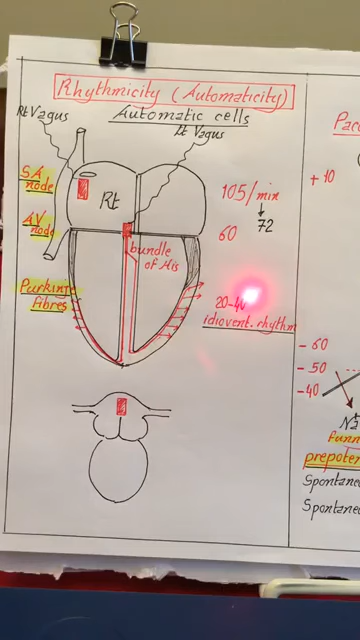 Rhythmicity (Automaticity)
Automatic cells
Rt Vagus
Lt Vagus
SA node
Rt
105/min
72
AV node
60
bundle of His
Purkinje fibres
20-40
idiovent. rhythm
+10
- 60
- 50
- 40
Spontane
Spontane